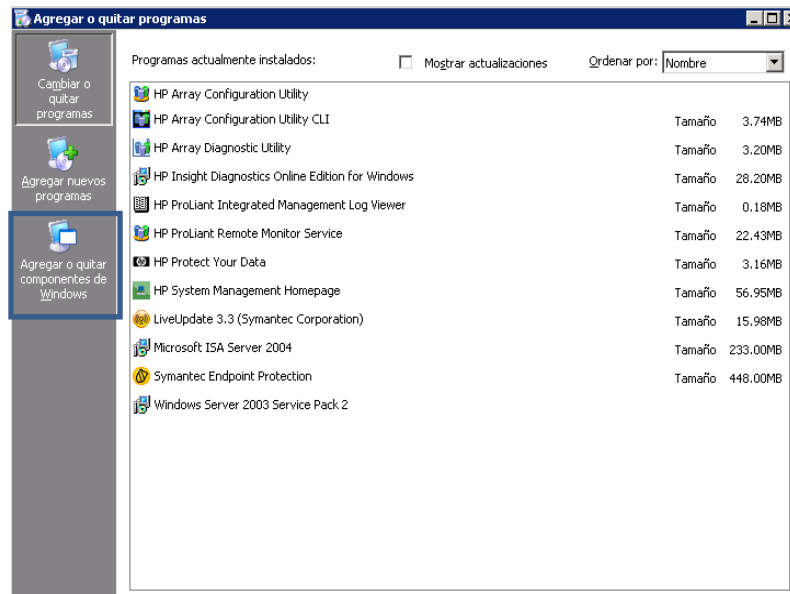 Agregar o quitar programas
Cambiar o
quitar
programas
Agregar nuevos
programas
Agregar o quitar
componentes de
Windows
Programas actualmente instalados:
Mostrar actualizaciones
Ordenar por:
Nombre
HP Array Configuration Utility
HP Array Configuration Utility CLI Tamaño 3.74MB
HP Array Diagnostic Utility Tamaño 3.20MB
HP Insight Diagnostics Online Edition for Windows Tamaño 28.20MB
HP ProLiant Integrated Management Log Viewer Tamaño 0.18MB
HP ProLiant Remote Monitor Service Tamaño 22.43MB
HP Protect Your Data Tamaño 3.16MB
HP System Management Homepage Tamaño 56.95MB
LiveUpdate 3.3 (Symantec Corporation) Tamaño 15.98MB
Microsoft ISA Server 2004 Tamaño 233.00MB
Symantec Endpoint Protection Tamaño 448.00MB
Windows Server 2003 Service Pack 2